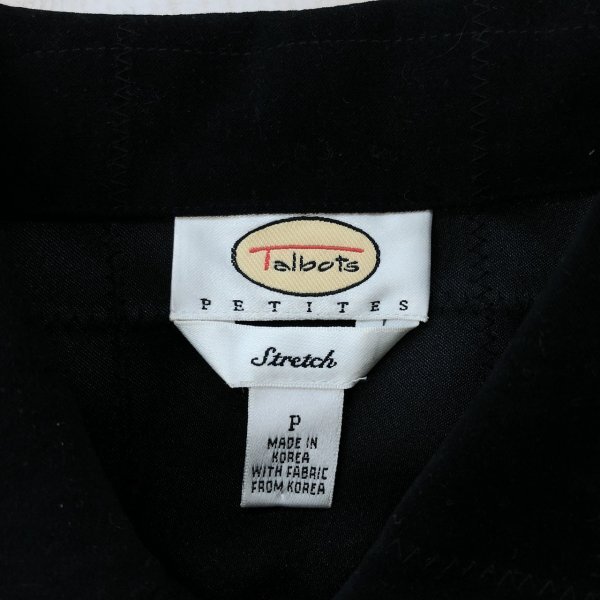 Talbots
PETITES
Stretch
P
MADE IN
KOREA
WITH FABRIC
FROM KOREA